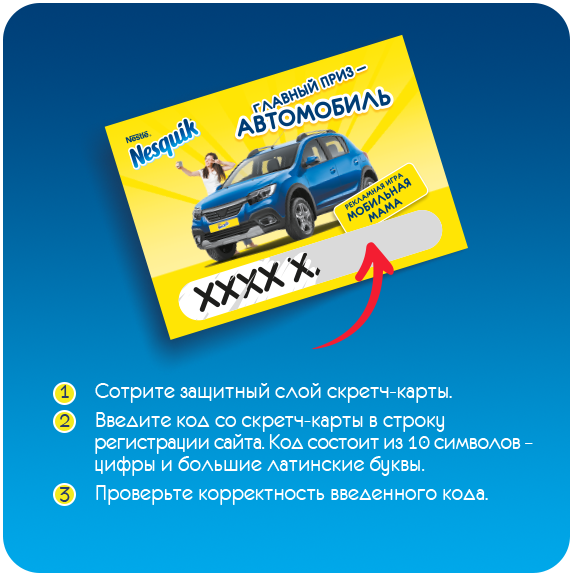 ГЛАВНЫЙ ПРИЗ –
АВТОМОБИЛЬ
Nestlé.
Nesquik
РЕКЛАМНАЯ ИГРА
МОБИЛЬНАЯ
МАМА
XXXX X.
1 Сотрите защитный слой скретч-карты.
2 Введите код со скретч-карты в строку
регистрации сайта. Код состоит из 10 символов –
цифры и большие латинские буквы.
3 Проверьте корректность введенного кода.